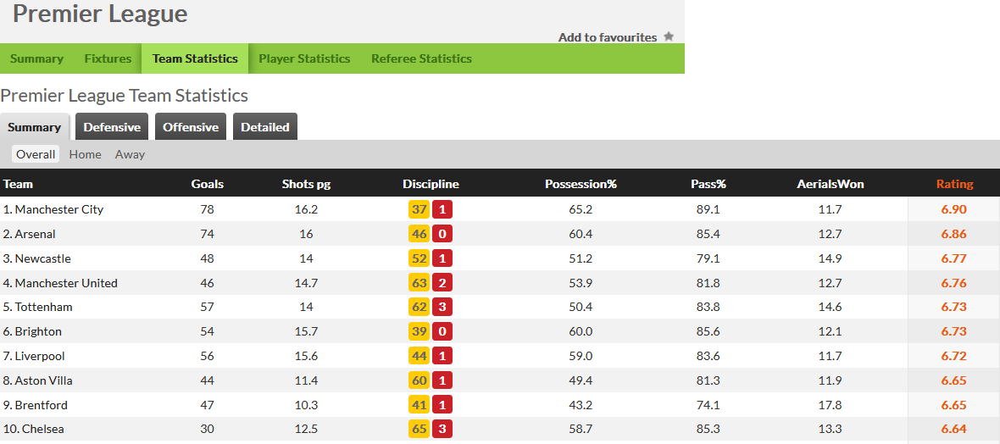 Premier League
Add to favourites
Summary Fixtures Team Statistics Player Statistics Referee Statistics
Premier League Team Statistics
Summary Defensive Offensive Detailed
Overall Home Away
Team Goals Shots pg Discipline Possession% Pass% AerialsWon Rating
1. Manchester City 78 16.2 37 1 65.2 89.1 11.7 6.90
2. Arsenal 74 16 46 0 60.4 85.4 12.7 6.86
3. Newcastle 48 14 52 1 51.2 79.1 14.9 6.77
4. Manchester United 46 14.7 63 2 53.9 81.8 12.7 6.76
5. Tottenham 57 14 62 3 50.4 83.8 14.6 6.73
6. Brighton 54 15.7 39 0 60.0 85.6 12.1 6.73
7. Liverpool 56 15.6 44 1 59.0 83.6 11.7 6.72
8. Aston Villa 44 11.4 60 1 49.4 81.3 11.9 6.65
9. Brentford 47 10.3 41 1 43.2 74.1 17.8 6.65
10. Chelsea 30 12.5 65 3 58.7 85.3 13.3 6.64